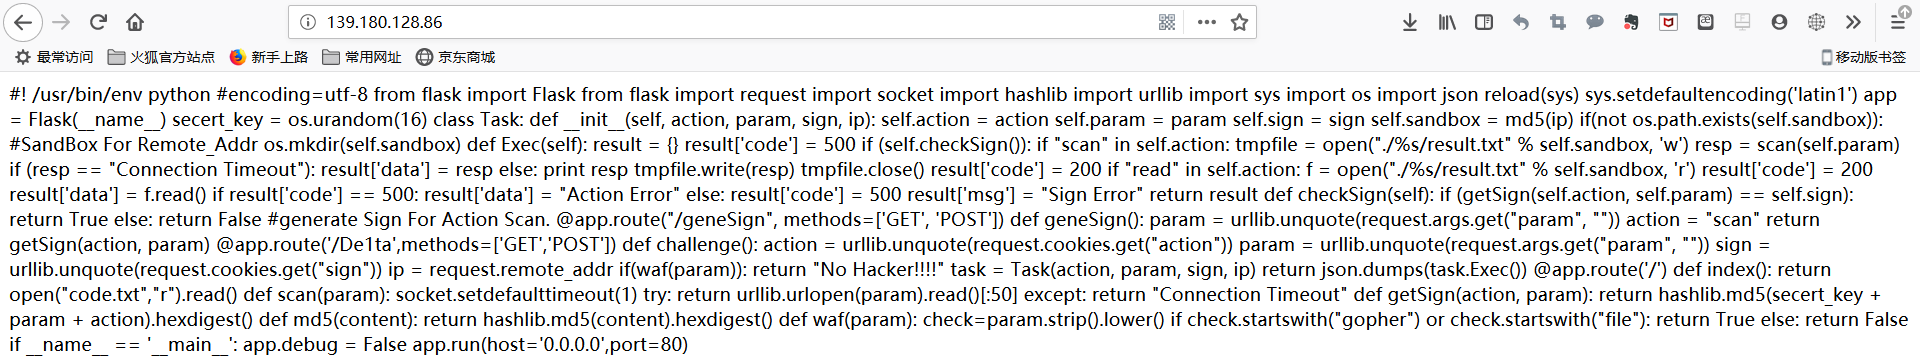 139.180.128.86
最常访问 火狐官方站点 新手上路 常用网址 京东商城 移动版书签
#! /usr/bin/env python #encoding=utf-8 from flask import Flask from flask import request import socket import hashlib import urllib import sys import os import json reload(sys) sys.setdefaultencoding('latin1') app
= Flask(__name__) secert_key = os.urandom(16) class Task: def __init__(self, action, param, sign, ip): self.action = action self.param = param self.sign = sign self.sandbox = md5(ip) if(not os.path.exists(self.sandbox)):
#SandBox For Remote_Addr os.mkdir(self.sandbox) def Exec(self): result = {} result['code'] = 500 if (self.checkSign()): if "scan" in self.action: tmpfile = open("./%s/result.txt" % self.sandbox, 'w') resp = scan(self.param)
if (resp == "Connection Timeout"): result['data'] = resp else: print resp tmpfile.write(resp) tmpfile.close() result['code'] = 200 if "read" in self.action: f = open("./%s/result.txt" % self.sandbox, 'r') result['code'] = 200
result['data'] = f.read() if result['code'] == 500: result['data'] = "Action Error" else: result['code'] = 500 result['msg'] = "Sign Error" return result def checkSign(self): if (getSign(self.action, self.param) == self.sign):
return True else: return False #generate Sign For Action Scan. @app.route("/geneSign", methods=['GET', 'POST']) def geneSign(): param = urllib.unquote(request.args.get("param", "")) action = "scan" return
getSign(action, param) @app.route('/De1ta',methods=['GET','POST']) def challenge(): action = urllib.unquote(request.cookies.get("action")) param = urllib.unquote(request.args.get("param", "")) sign =
urllib.unquote(request.cookies.get("sign")) ip = request.remote_addr if(waf(param)): return "No Hacker!!!!" task = Task(action, param, sign, ip) return json.dumps(task.Exec()) @app.route('/') def index(): return
open("code.txt","r").read() def scan(param): socket.setdefaulttimeout(1) try: return urllib.urlopen(param).read()[:50] except: return "Connection Timeout" def getSign(action, param): return hashlib.md5(secert_key +
param + action).hexdigest() def md5(content): return hashlib.md5(content).hexdigest() def waf(param): check=param.strip().lower() if check.startswith("gopher") or check.startswith("file"): return True else: return False
if __name__ == '__main__': app.debug = False app.run(host='0.0.0.0',port=80)